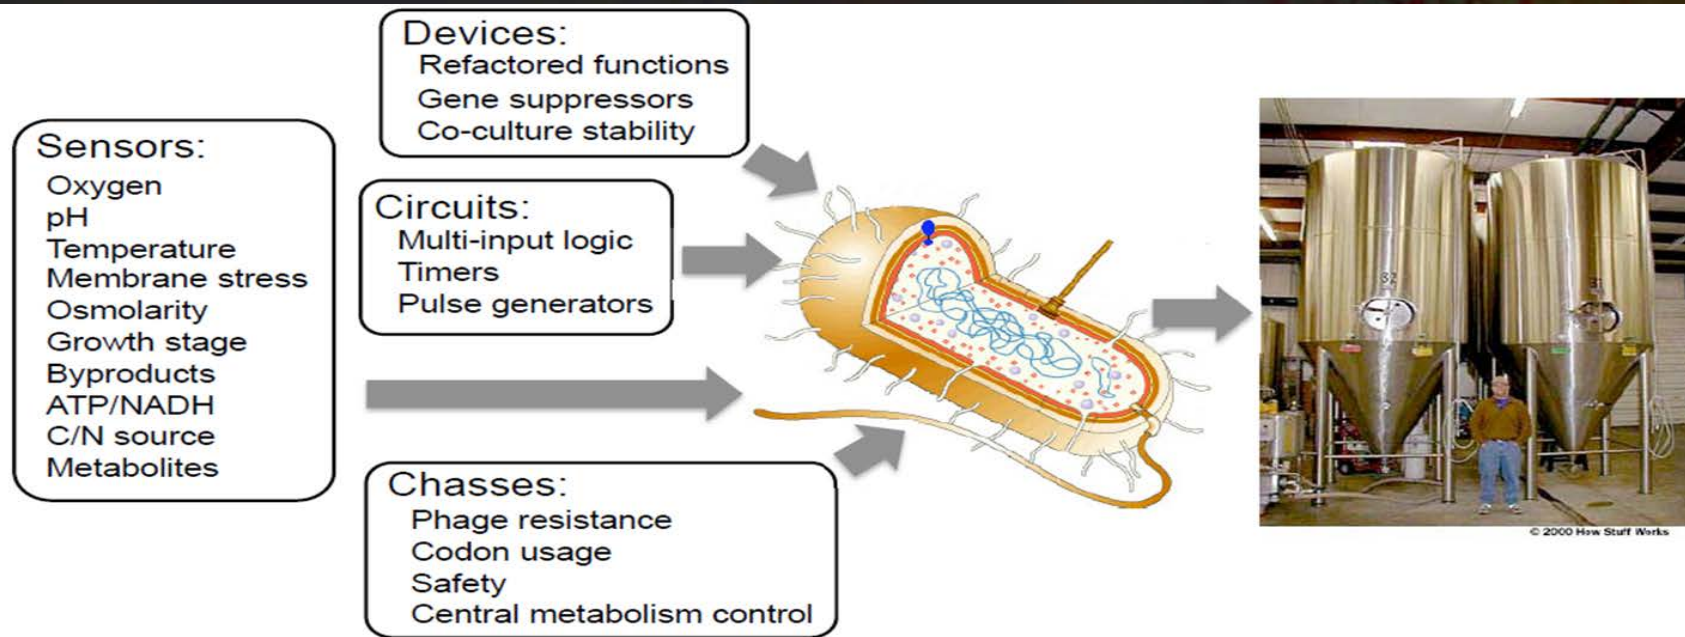 Devices:
Refactored functions
Gene suppressors
Co-culture stability
Sensors:
Oxygen
pH
Temperature
Membrane stress
Osmolarity
Growth stage
Byproducts
ATP/NADH
C/N source
Metabolites
Circuits:
Multi-input logic
Timers
Pulse generators
Chasses:
Phage resistance
Codon usage
Safety
Central metabolism control
© 2000 How Stuff Works